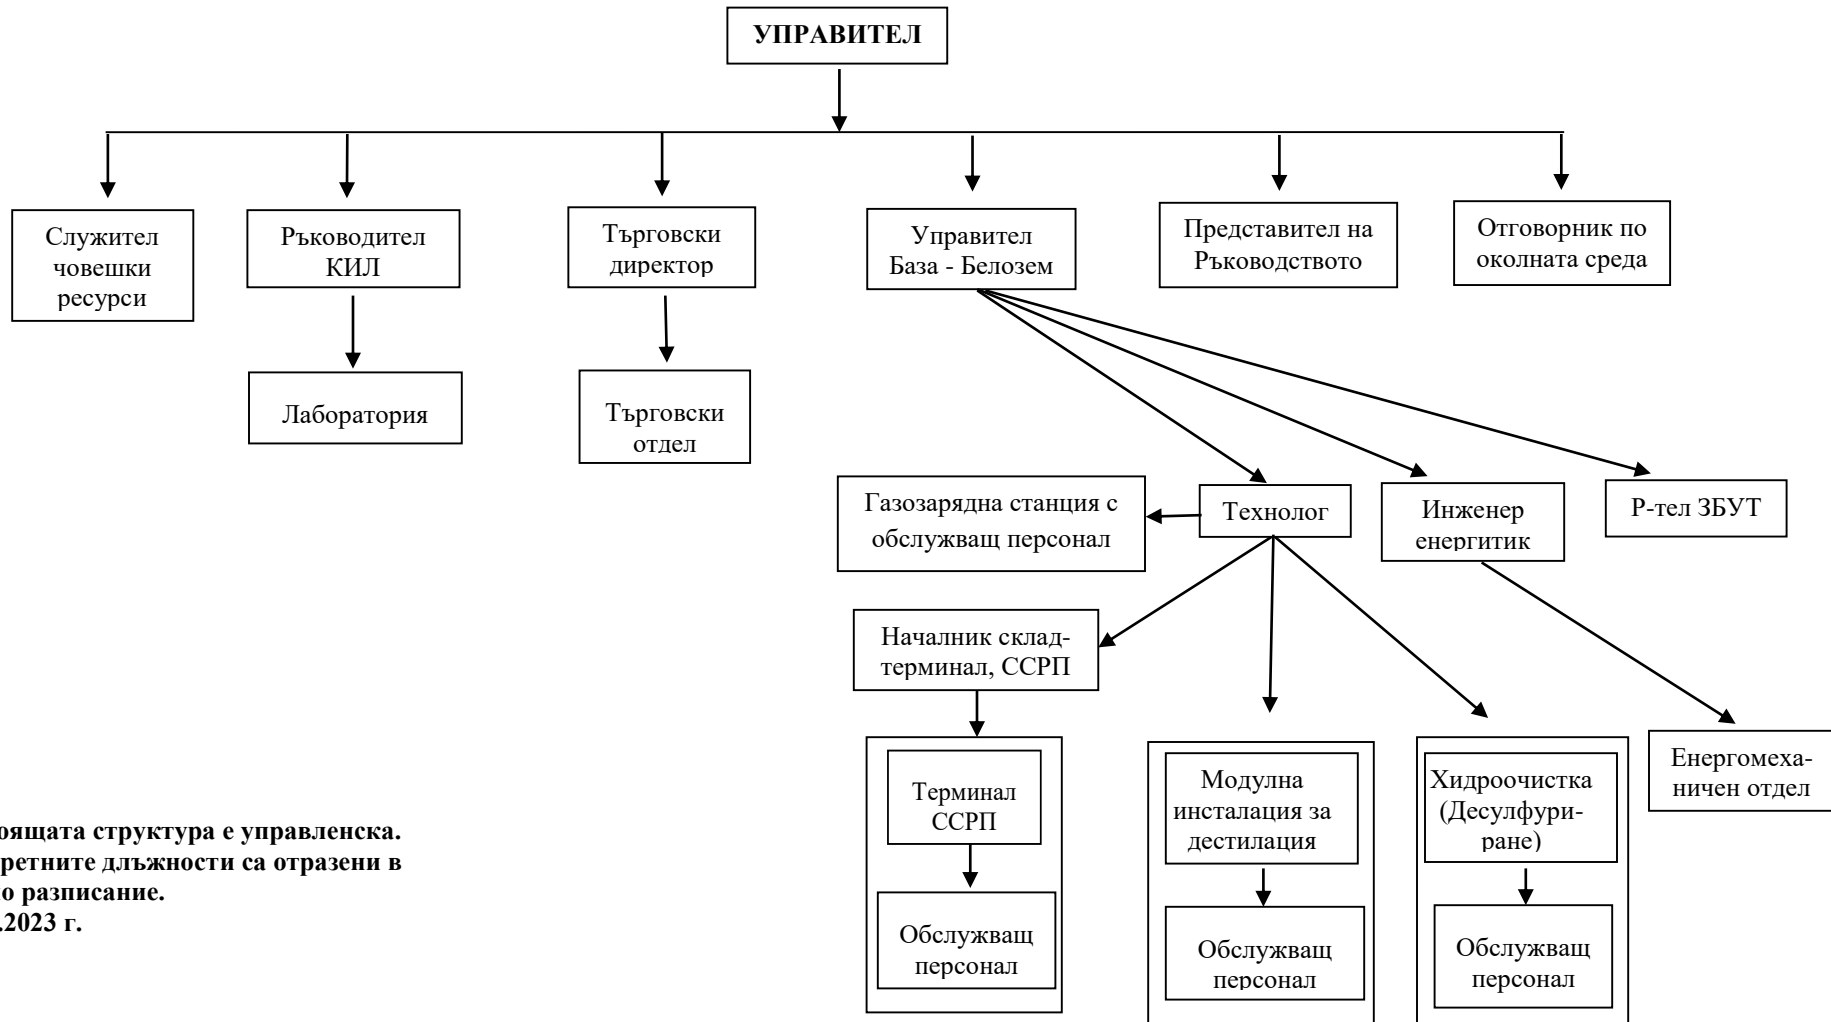 УПРАВИТЕЛ
Служител
човешки
ресурси
Ръководител
КИЛ
Търговски
директор
Управител
База - Белозем
Представител на
Ръководството
Отговорник по
околната среда
Лаборатория
Търговски
отдел
Газозарядна станция с
обслужващ персонал
Технолог
Инженер
енергитик
Р-тел ЗБУТ
Началник склад-
терминал, ССРП
Терминал
ССРП
Обслужващ
персонал
Модулна
инсталация за
дестилация
Обслужващ
персонал
Хидроочистка
(Десулфури-
ране)
Обслужващ
персонал
Енергомеха-
ничен отдел
оящата структура е управленска.
ретните длъжности са отразени в
о разписание.
.2023 г.